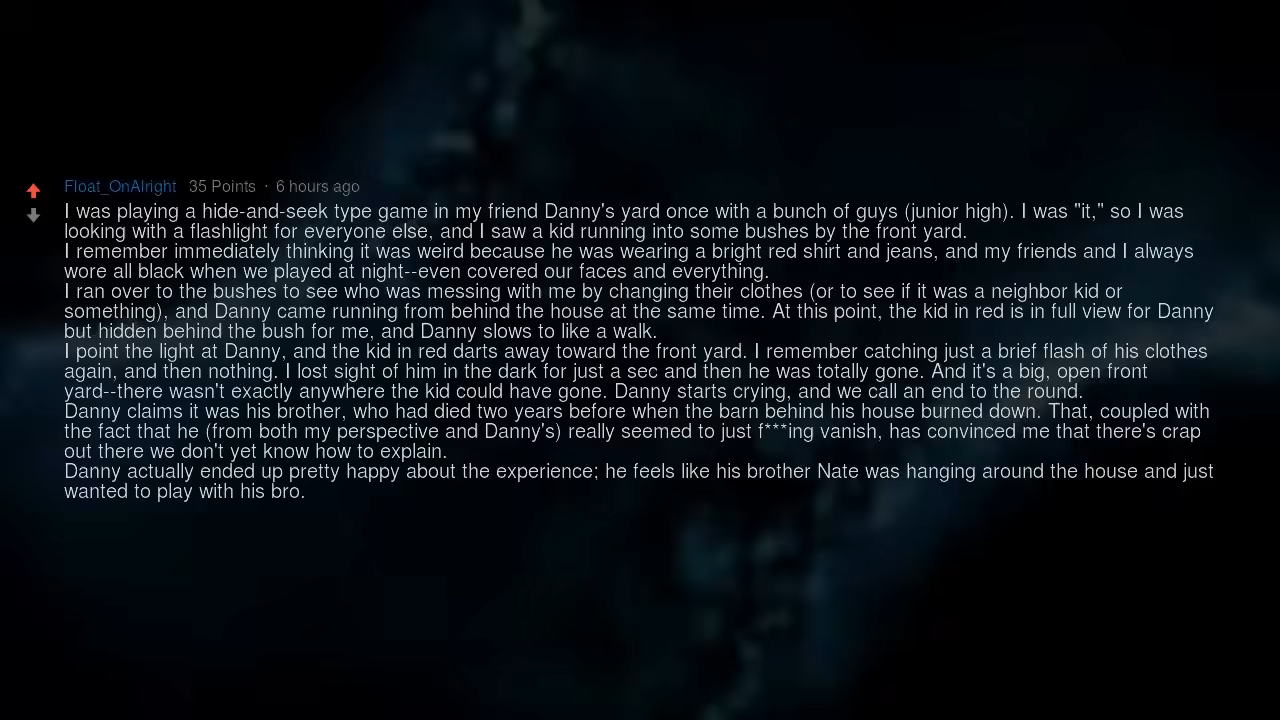 Float_OnAlright 35 Points · 6 hours ago
I was playing a hide-and-seek type game in my friend Danny's yard once with a bunch of guys (junior high). I was "it," so I was
looking with a flashlight for everyone else, and I saw a kid running into some bushes by the front yard.
I remember immediately thinking it was weird because he was wearing a bright red shirt and jeans, and my friends and I always
wore all black when we played at night--even covered our faces and everything.
I ran over to the bushes to see who was messing with me by changing their clothes (or to see if it was a neighbor kid or
something), and Danny came running from behind the house at the same time. At this point, the kid in red is in full view for Danny
but hidden behind the bush for me, and Danny slows to like a walk.
I point the light at Danny, and the kid in red darts away toward the front yard. I remember catching just a brief flash of his clothes
again, and then nothing. I lost sight of him in the dark for just a sec and then he was totally gone. And it's a big, open front
yard--there wasn't exactly anywhere the kid could have gone. Danny starts crying, and we call an end to the round.
Danny claims it was his brother, who had died two years before when the barn behind his house burned down. That, coupled with
the fact that he (from both my perspective and Danny's) really seemed to just f***ing vanish, has convinced me that there's crap
out there we don't yet know how to explain.
Danny actually ended up pretty happy about the experience; he feels like his brother Nate was hanging around the house and just
wanted to play with his bro.